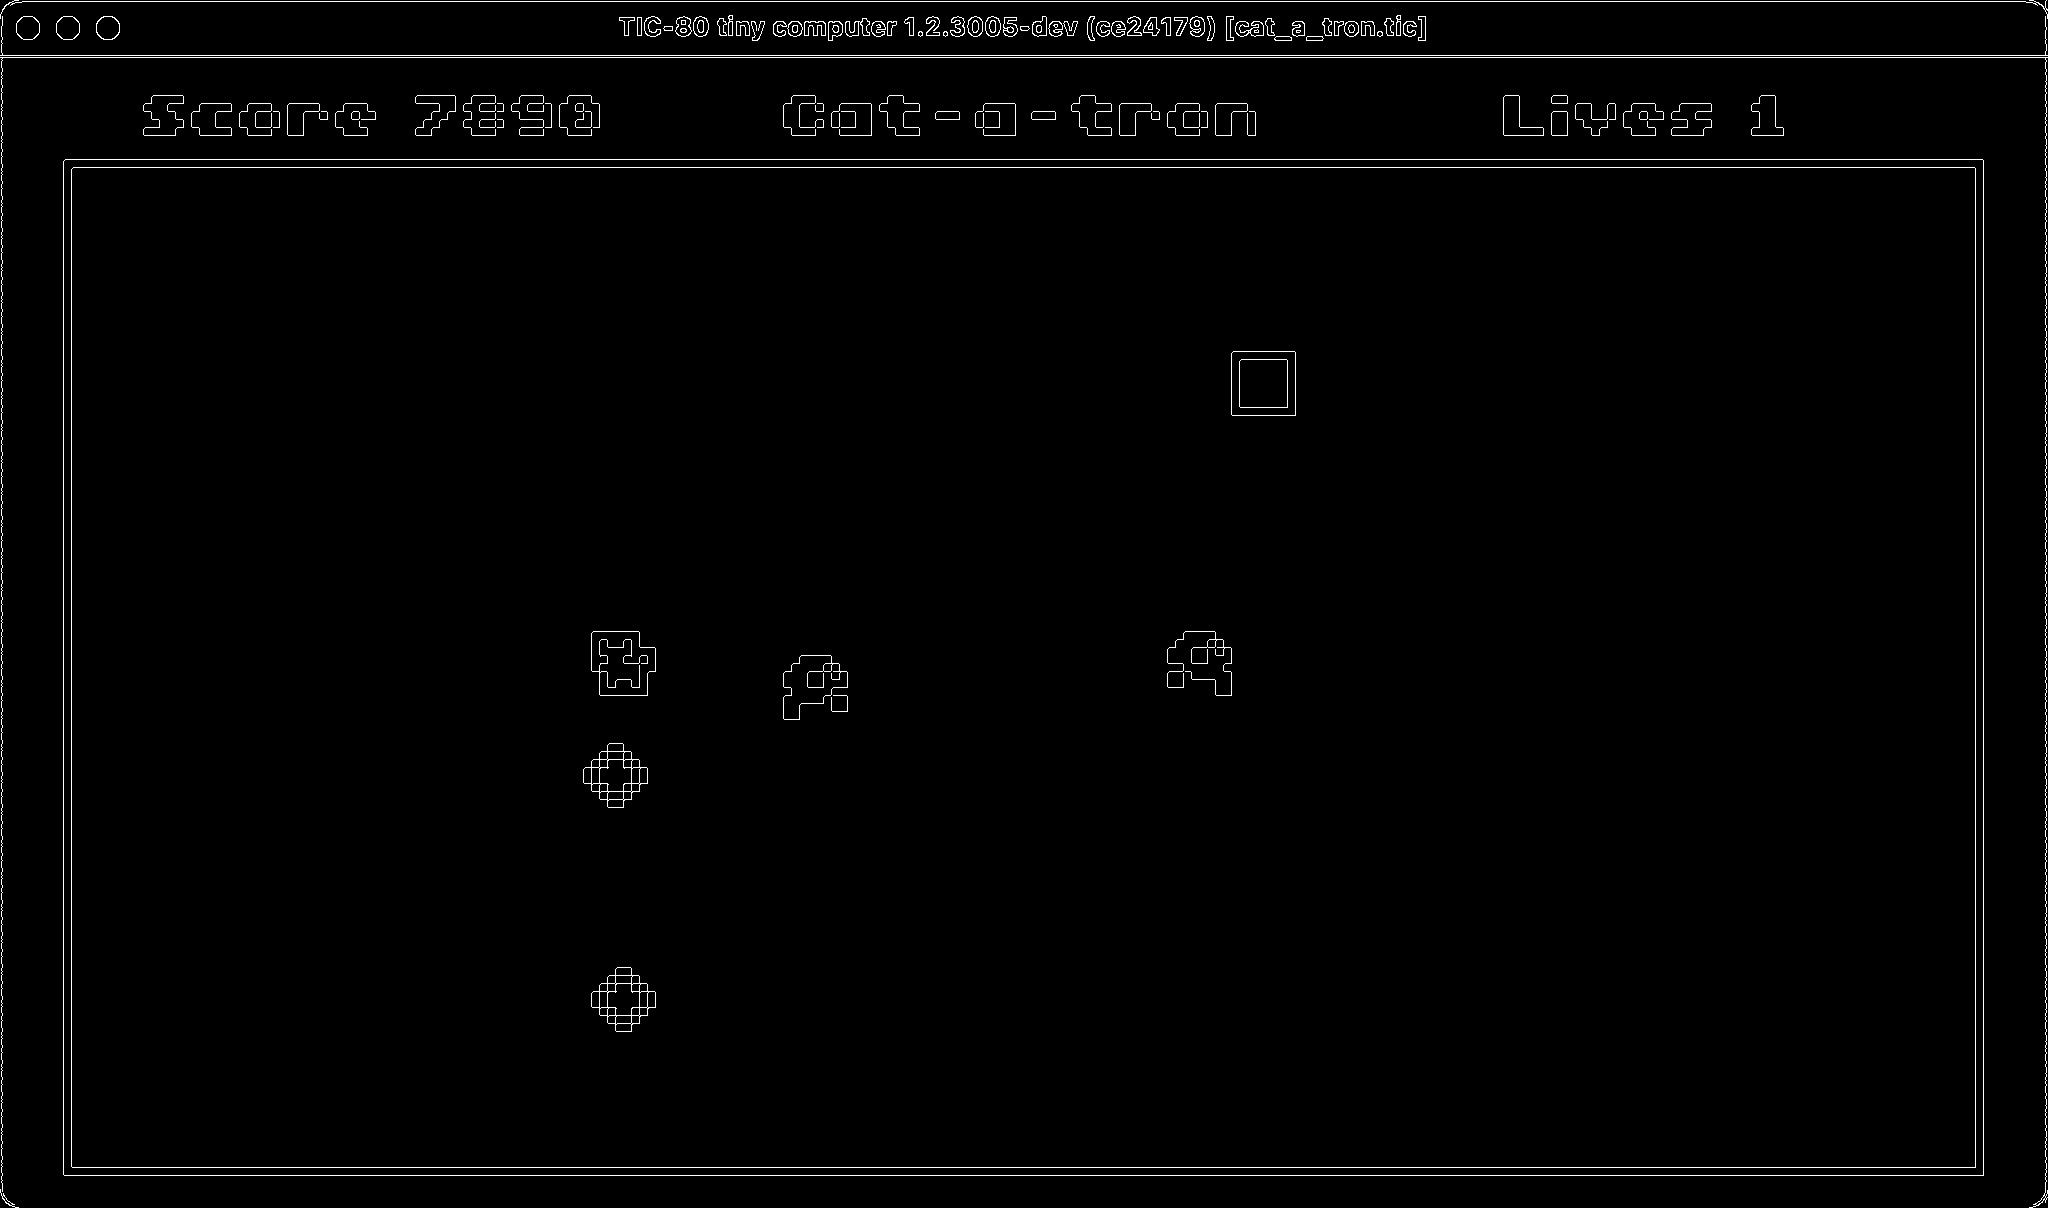 TIC-80 tiny computer 1.2.3005-dev (ce24179) [cat_a_tron.tic]
Score 7890 Cat-a-tron Lives 1